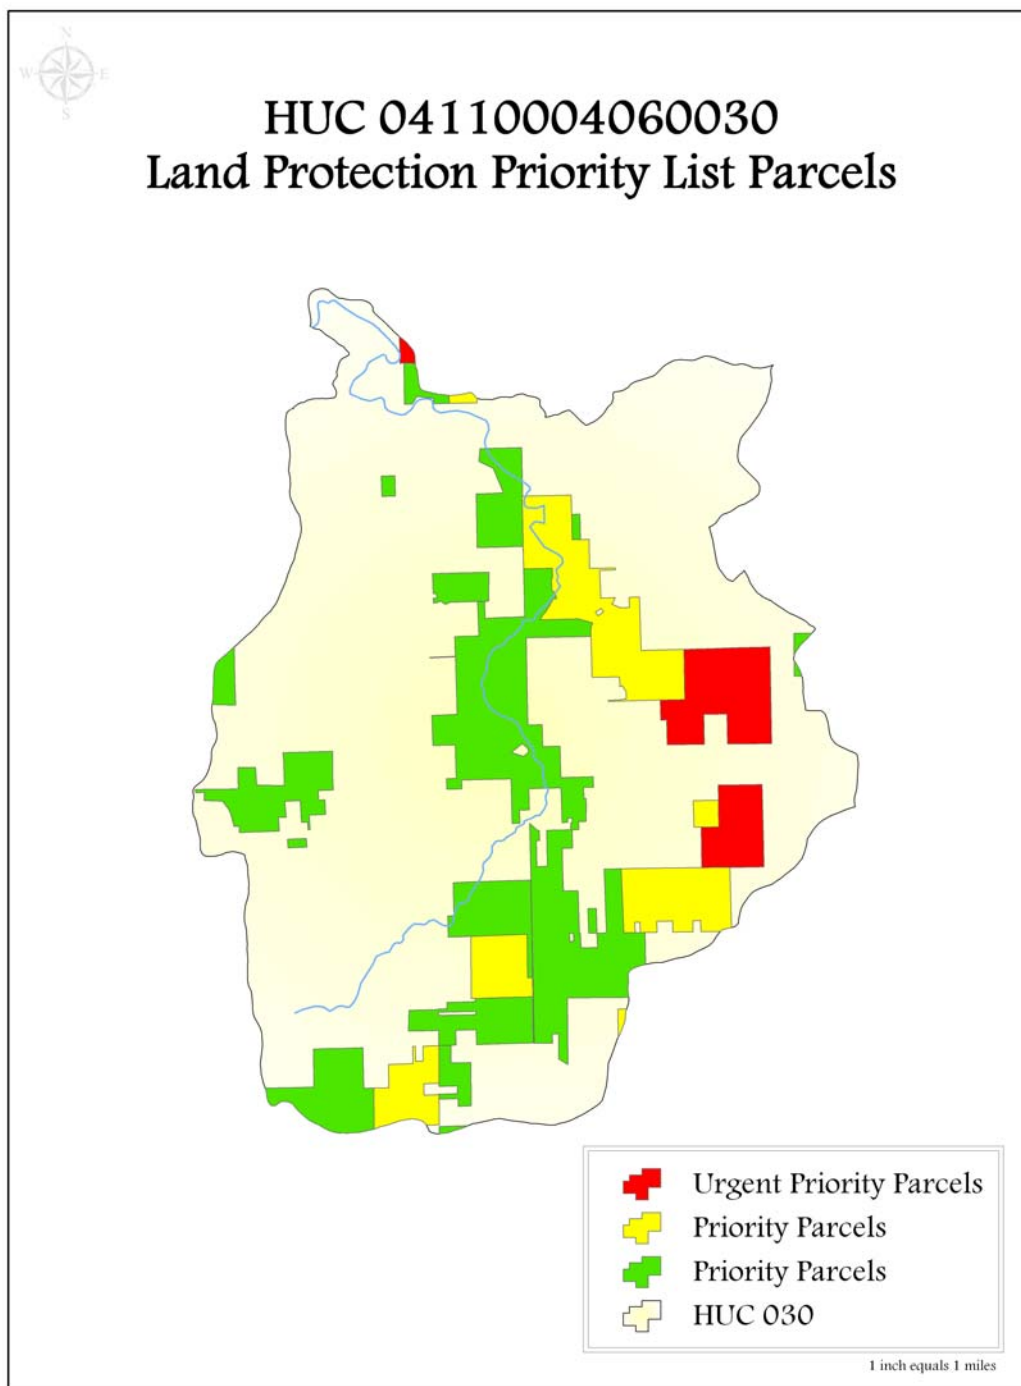 N
W E
S
HUC 04110004060030
Land Protection Priority List Parcels
Urgent Priority Parcels
Priority Parcels
Priority Parcels
HUC 030
1 inch equals 1 miles